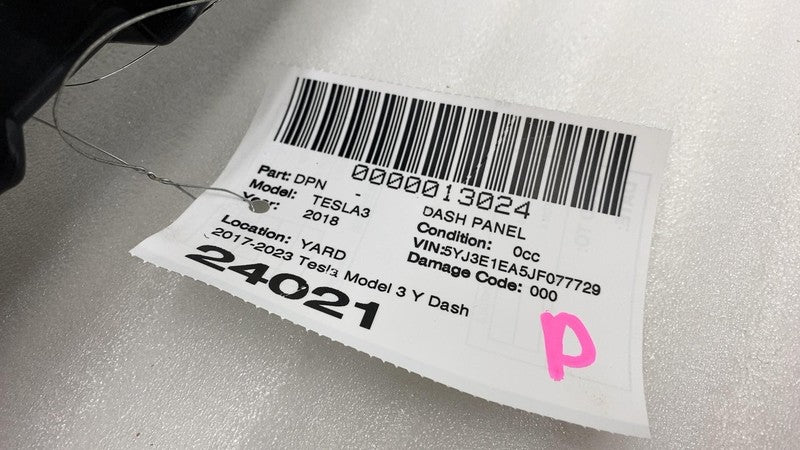 0000013024
Part: DPN - DASH PANEL
Model: TESLA3 Condition: 0cc
Year: 2018 VIN:5YJ3E1EA5JF077729
Damage Code: 000
Location: YARD
2017-2023 Tesla Model 3 Y Dash
24021
D